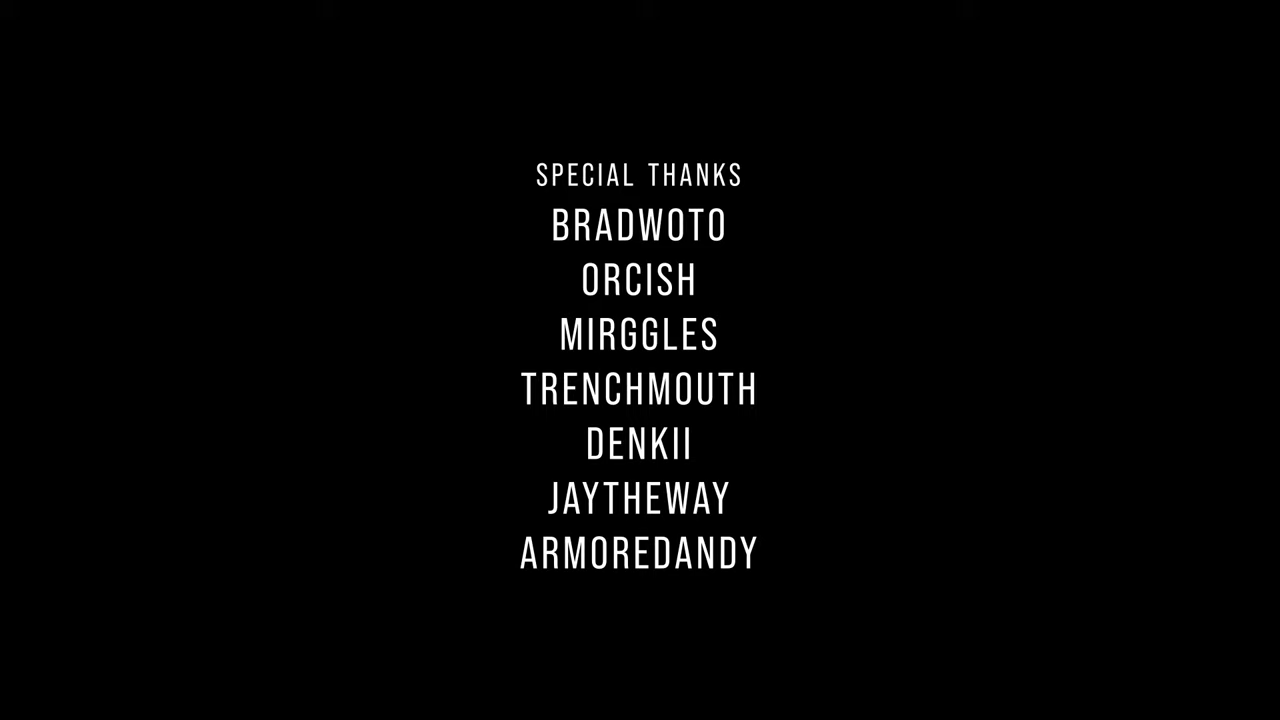 SPECIAL THANKS
BRADWOTO
ORCISH
MIRGGLES
TRENCHMOUTH
DENKII
JAYTHEWAY
ARMOREDANDY